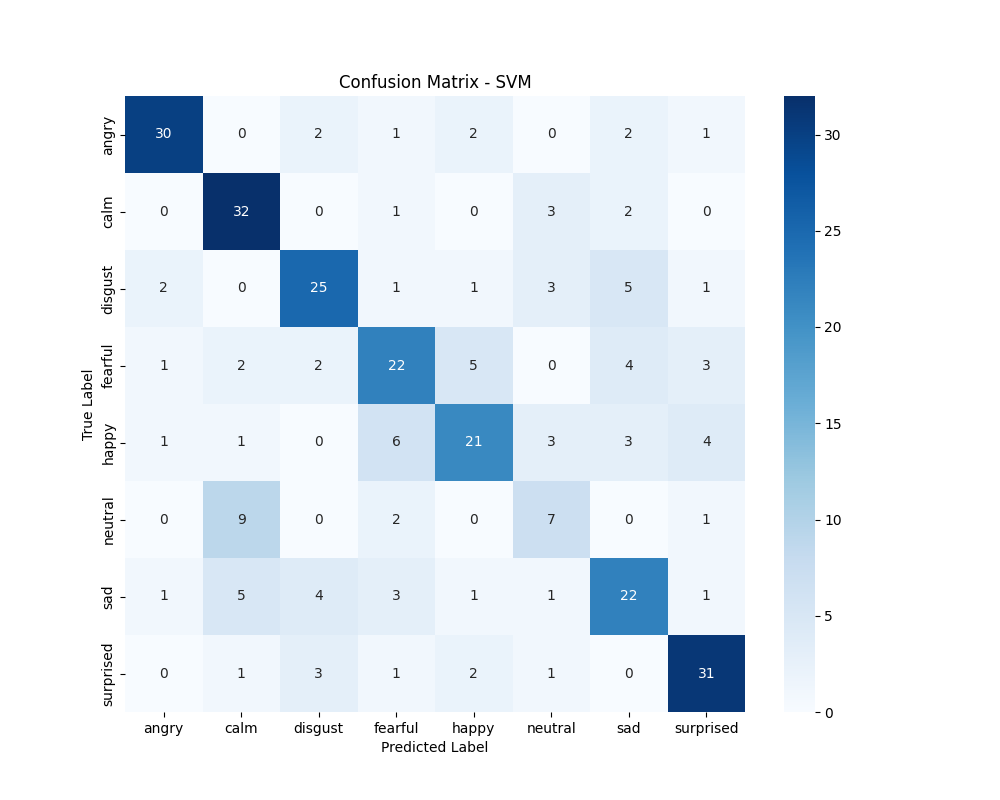 Confusion Matrix - SVM
True Label
angry 30 0 2 1 2 0 2 1
calm 0 32 0 1 0 3 2 0
disgust 2 0 25 1 1 3 5 1
fearful 1 2 2 22 5 0 4 3
happy 1 1 0 6 21 3 3 4
neutral 0 9 0 2 0 7 0 1
sad 1 5 4 3 1 1 22 1
surprised 0 1 3 1 2 1 0 31
angry calm disgust fearful happy neutral sad surprised
Predicted Label
30
25
20
15
10
5
0